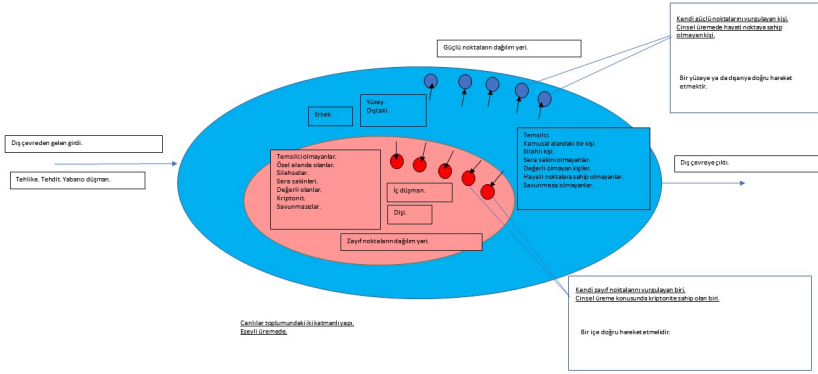 Kendi güçlü noktalarını vurgulayan kişi.
Cinsel üremede hayati noktaya sahip
olmayan kişi.
Bir yüzeye ya da dışarıya doğru hareket
etmektir.
Güçlü noktaların dağılım yeri.
Yüzey.
Dıştaki.
Erkek.
Dış çevreden gelen girdi.
Tehlike. Tehdit. Yabancı düşman.
Temsilci.
Kamusal alandaki bir kişi.
Silahlı kişi.
Sera sakini olmayanlar.
Değerli olmayan kişiler.
Hayati noktalara sahip olmayanlar.
Savunmasız olmayanlar.
Dış çevreye çıktı.
Temsilci olmayanlar.
Özel alanda olanlar.
Silahsızlar.
Sera sakinleri.
Değerli olanlar.
Kriptonit.
Savunmasızlar.
İç düşman.
Dişi.
Zayıf noktaların dağılım yeri.
Kendi zayıf noktalarını vurgulayan biri.
Cinsel üreme konusunda kriptonite sahip olan biri.
Bir içe doğru hareket etmelidir.
Canlılar toplumundaki iki katmanlı yapı.
Eşeyli üremede.